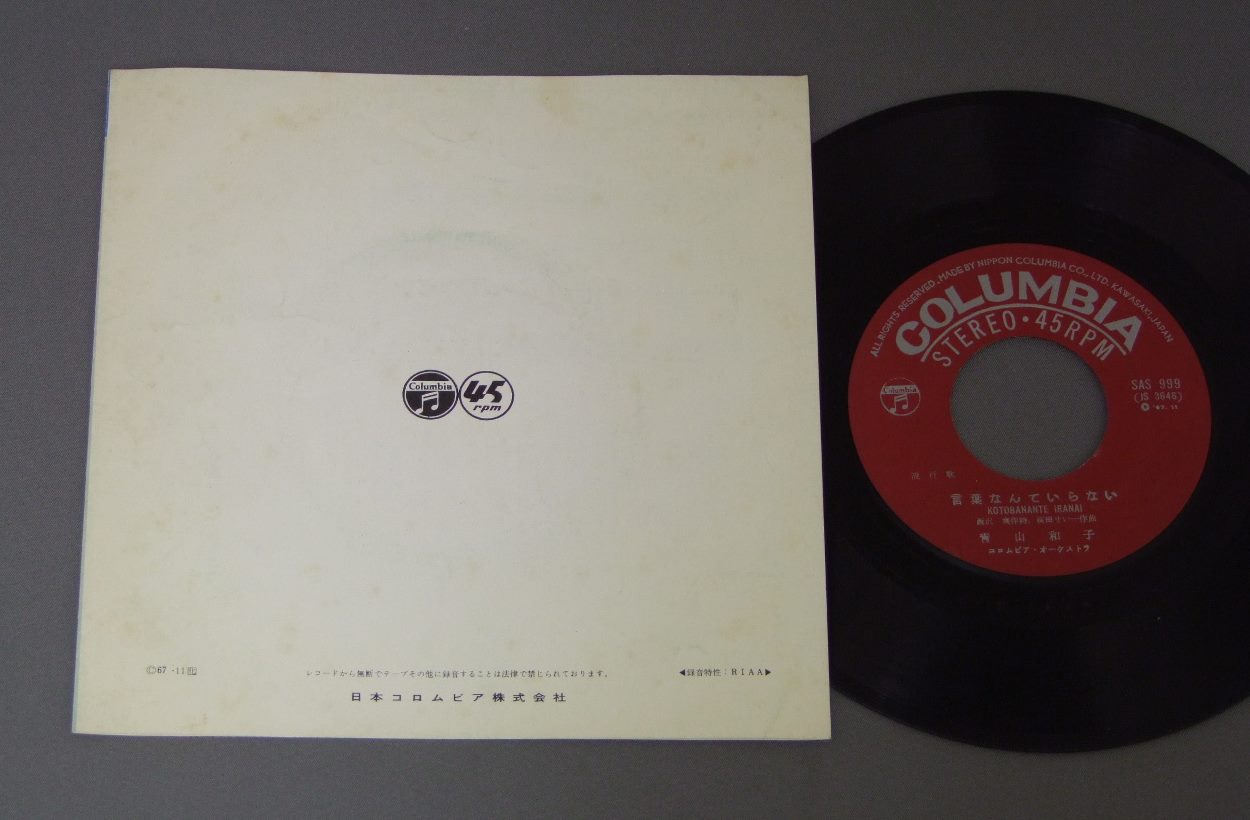 Columbia
45
rpm
©67-11
レコードから無断でテープその他に録音することは法律で禁じられております。
◀録音特性：RIAA▶
日本コロムビア株式会社
ALL RIGHTS RESERVED. MADE BY NIPPON COLUMBIA CO., LTD. KAWASAKI, JAPAN
COLUMBIA
STEREO・45RPM
Columbia
SAS 999
(JS 3646)
℗ '67. 11
流行歌
言葉なんていらない
KOTOBANANTE IRANAI
青山和子
コロムビア・オーケストラ